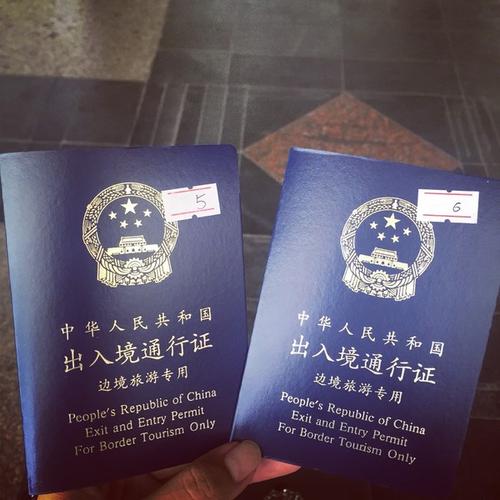 5
中华人民共和国
出入境通行证
边境旅游专用
People's Republic of China
Exit and Entry Permit
For Border Tourism Only
6
中华人民共和国
出入境通行证
边境旅游专用
People's Republic of China
Exit and Entry Permit
For Border Tourism Only